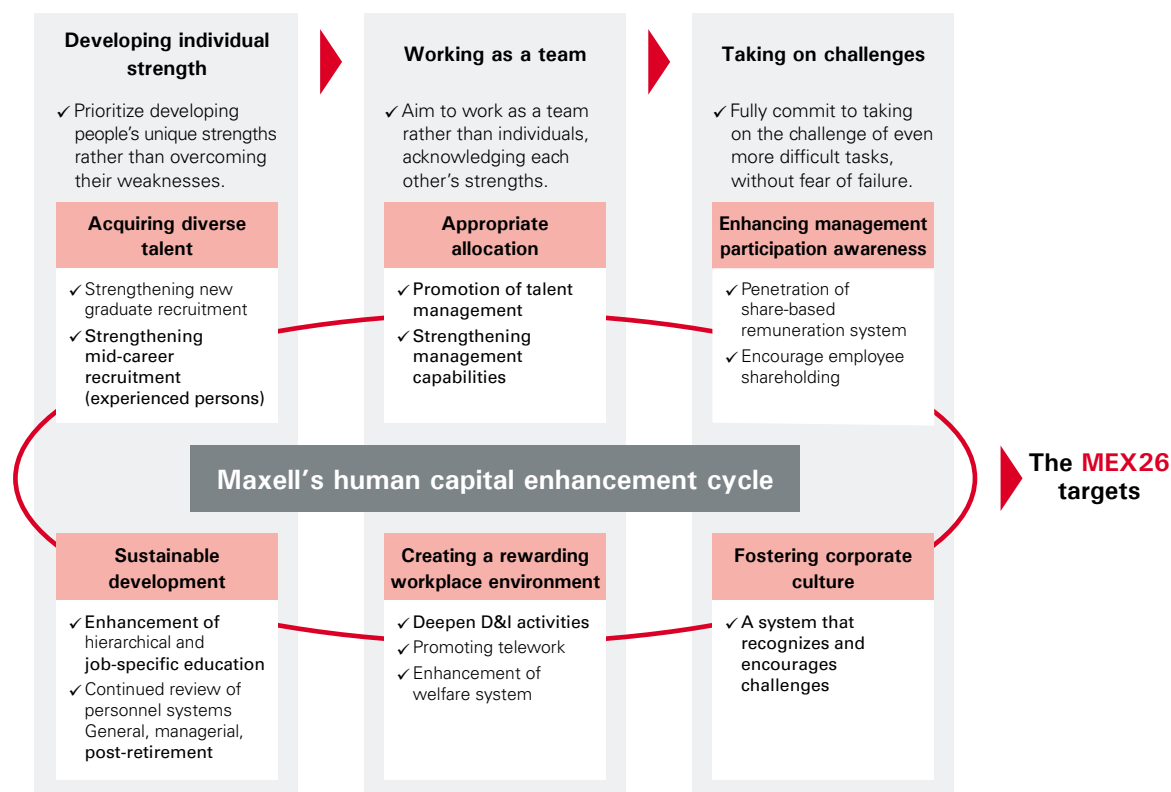 Developing individual
strength
✓ Prioritize developing
people's unique strengths
rather than overcoming
their weaknesses.
Acquiring diverse
talent
✓ Strengthening new
graduate recruitment
✓ Strengthening
mid-career
recruitment
(experienced persons)
Working as a team
✓ Aim to work as a team
rather than individuals,
acknowledging each
other's strengths.
Appropriate
allocation
✓ Promotion of talent
management
✓ Strengthening
management
capabilities
Taking on challenges
✓ Fully commit to taking
on the challenge of even
more difficult tasks,
without fear of failure.
Enhancing management
participation awareness
✓ Penetration of
share-based
remuneration system
✓ Encourage employee
shareholding
Maxell's human capital enhancement cycle
The MEX26
targets
Sustainable
development
✓ Enhancement of
hierarchical and
job-specific education
✓ Continued review of
personnel systems
General, managerial,
post-retirement
Creating a rewarding
workplace environment
✓ Deepen D&I activities
✓ Promoting telework
✓ Enhancement of
welfare system
Fostering corporate
culture
✓ A system that
recognizes and
encourages
challenges